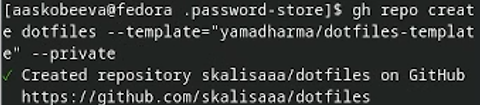 [aaskobeeva@fedora .password-store]$ gh repo creat
e dotfiles --template="yamadharma/dotfiles-templat
e" --private
✓ Created repository skalisaaa/dotfiles on GitHub
  https://github.com/skalisaaa/dotfiles